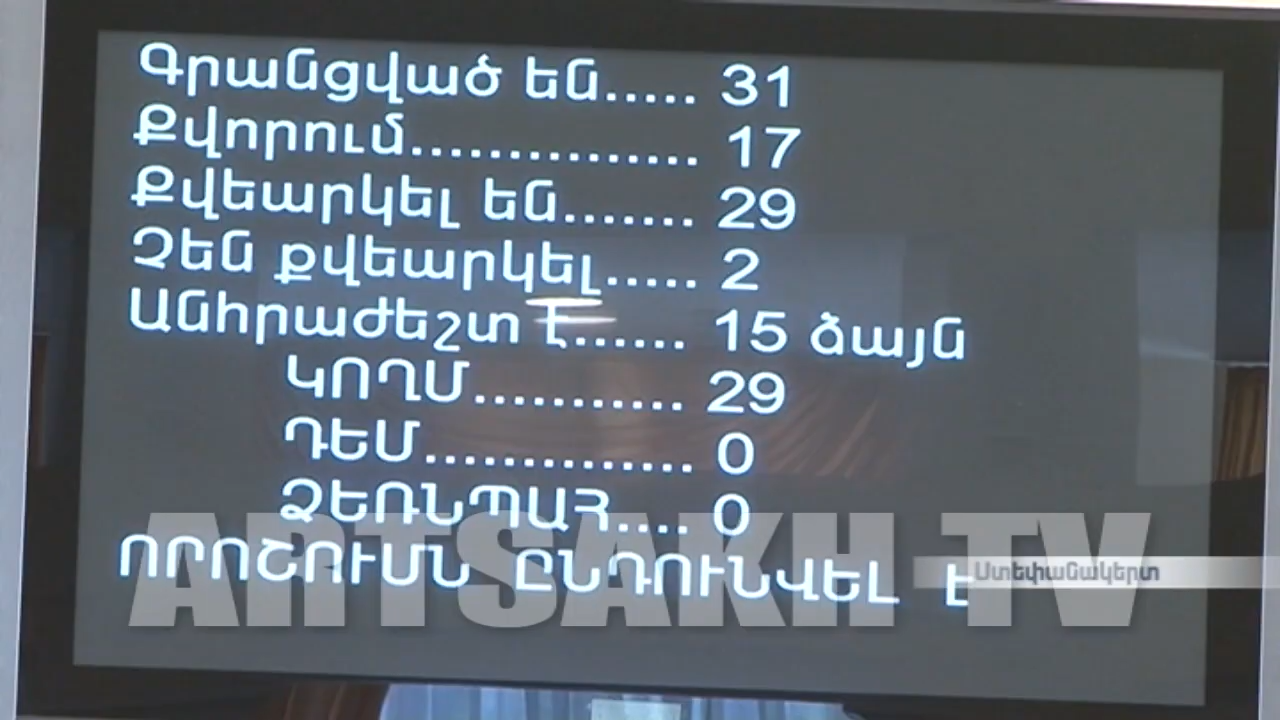 Գրանցված են..... 31
Քվորում............... 17
Քվեարկել են....... 29
Չեն քվեարկել..... 2
Անհրաժեշտ է...... 15 ձայն
ԿՈՂՄ........... 29
ԴԵՄ.............. 0
ՁԵՌՆՊԱՀ.... 0
ՈՐՈՇՈՒՄՆ ԸՆԴՈՒՆՎԵԼ Է
ARTSAKH TV
Ստեփանակերտ